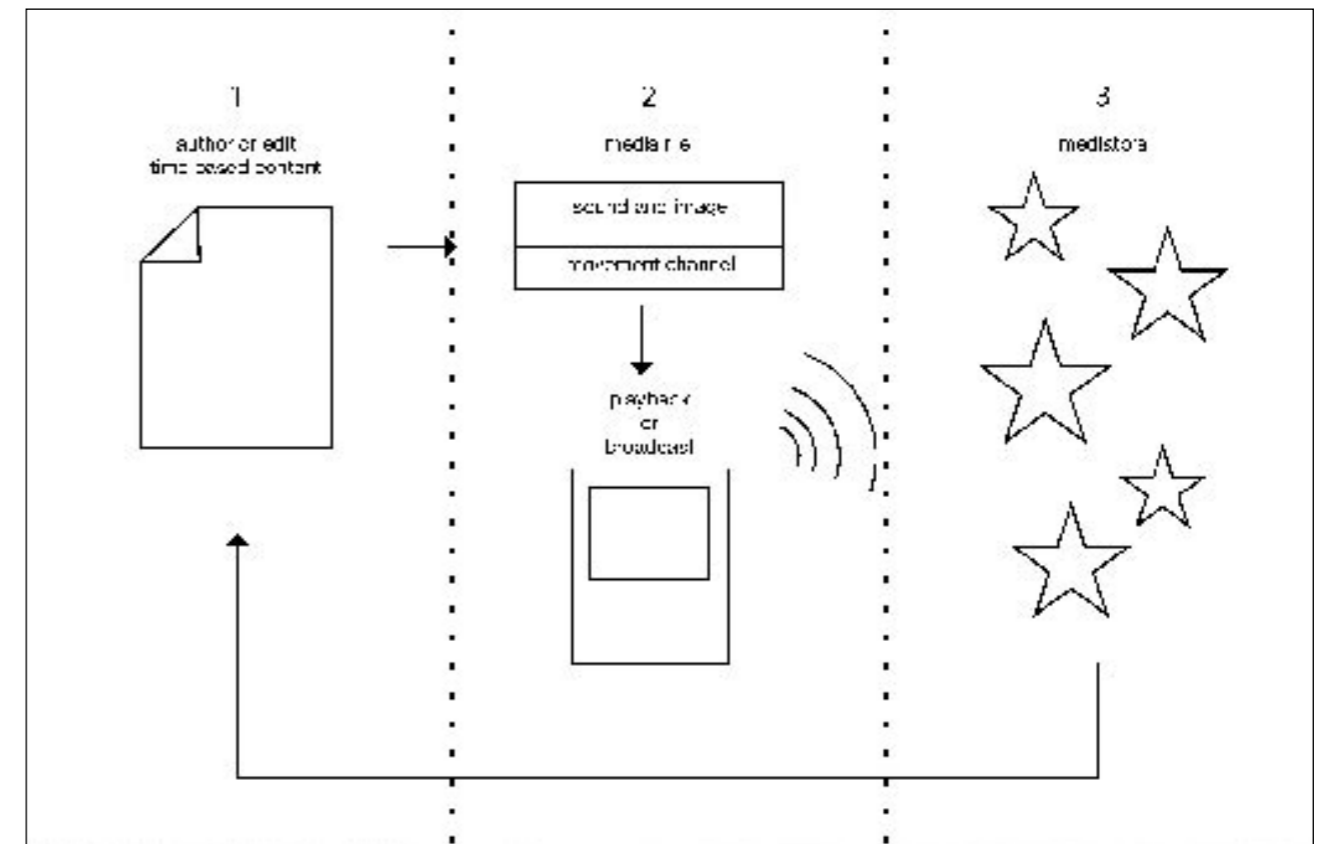 1
author or edit
time based content
2
media file
sound and image
movement channel
playback
or
broadcast
3